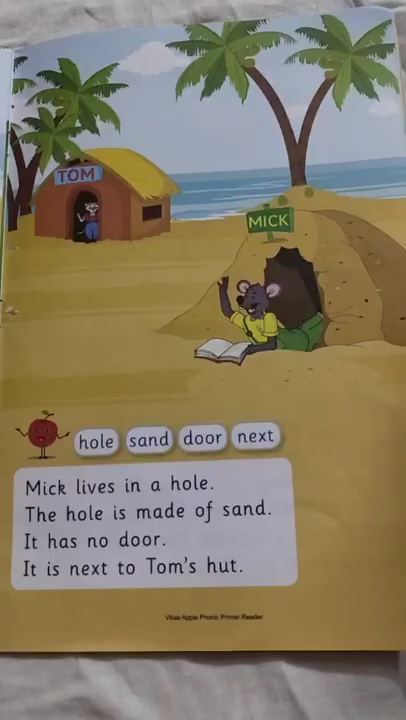 TOM
MICK
hole sand door next
Mick lives in a hole.
The hole is made of sand.
It has no door.
It is next to Tom's hut.
Vikas Apple Phonic Primer Reader